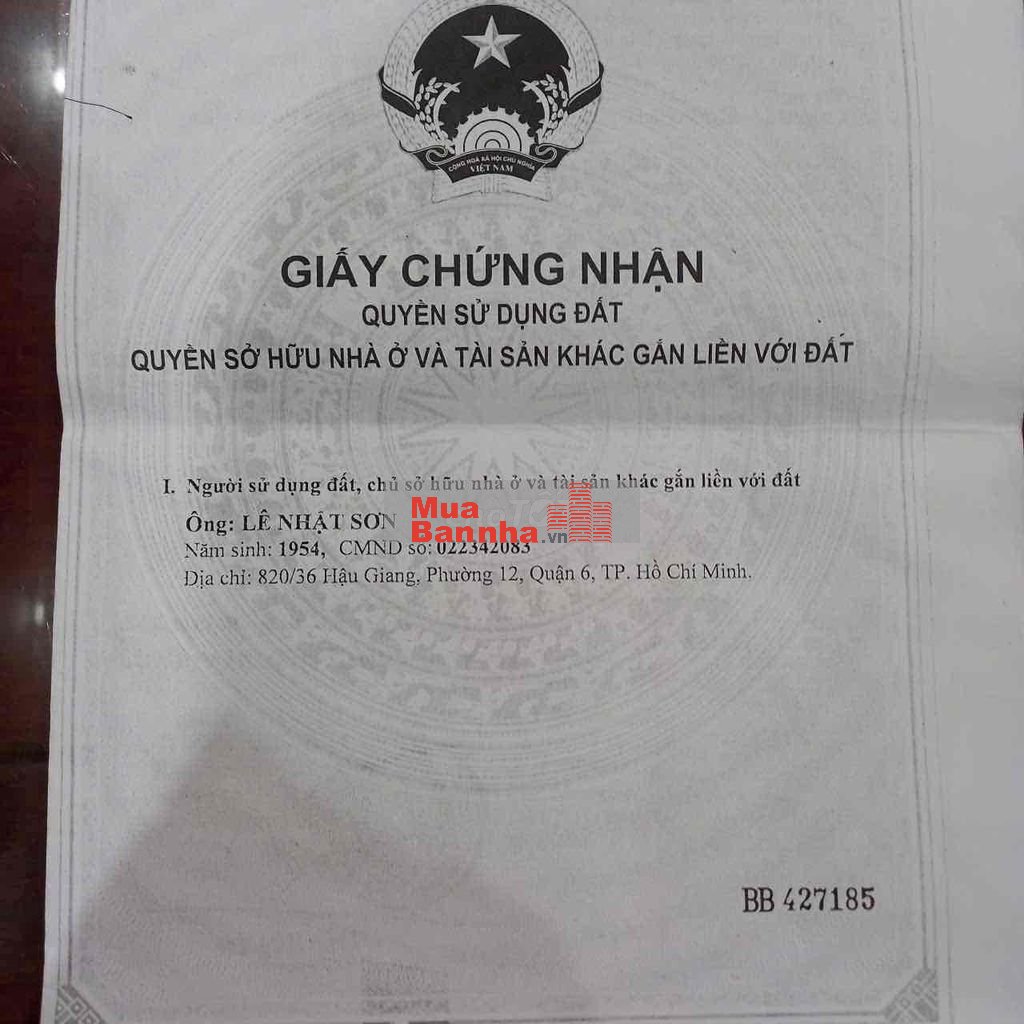 CỘNG HOÀ XÃ HỘI CHỦ NGHĨA
VIỆT NAM
GIẤY CHỨNG NHẬN
QUYỀN SỬ DỤNG ĐẤT
QUYỀN SỞ HỮU NHÀ Ở VÀ TÀI SẢN KHÁC GẮN LIỀN VỚI ĐẤT
I. Người sử dụng đất, chủ sở hữu nhà ở và tài sản khác gắn liền với đất
Ông: LÊ NHẬT SƠN
Mua
Bannha.vn
Năm sinh: 1954, CMND số: 022342083
Địa chỉ: 820/36 Hậu Giang, Phường 12, Quận 6, TP. Hồ Chí Minh.
BB 427185